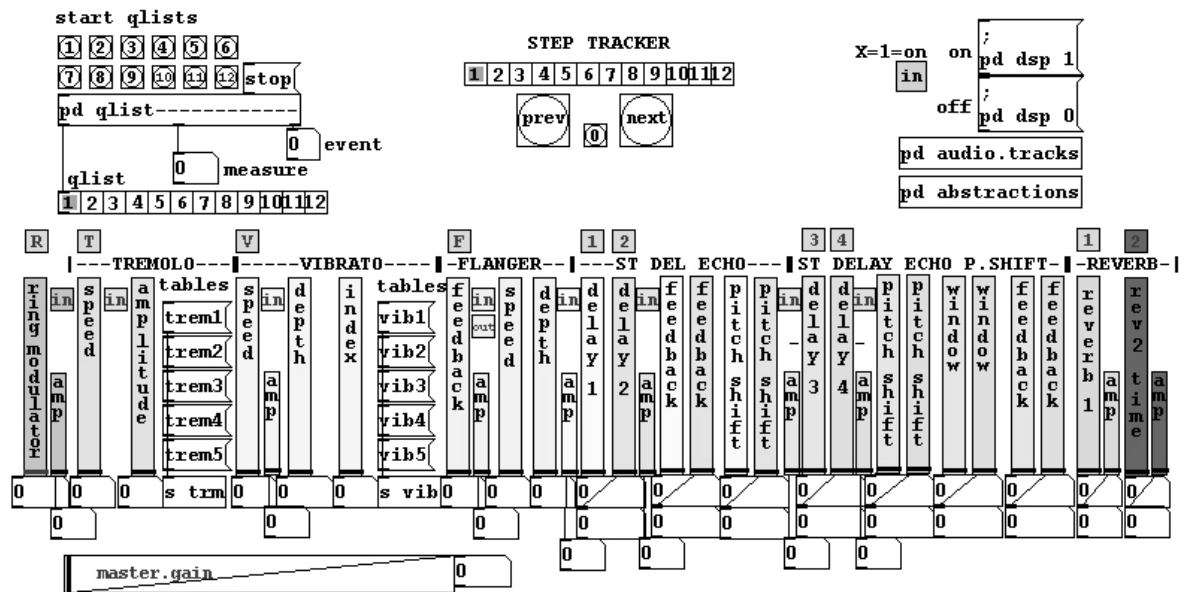 start qlists
1 2 3 4 5 6
7 8 9 10 11 12 stop
pd qlist--------------
0 event
0 measure
qlist
1 2 3 4 5 6 7 8 9 10 11 12
STEP TRACKER
1 2 3 4 5 6 7 8 9 10 11 12
prev 0 next
X=1=on
in
on
;
pd dsp 1
off
;
pd dsp 0
pd audio.tracks
pd abstractions
R T V F 1 2 3 4 1 2
|----TREMOLO--|------VIBRATO-----|-FLANGER--|---ST DEL ECHO---|ST DELAY ECHO P.SHIFT-|-REVERB-|
ring modulator
in
amp
speed
in
amplitude
tables
trem1
trem2
trem3
trem4
trem5
s trm
speed
in
amp
depth
index
tables
vib1
vib2
vib3
vib4
vib5
s vib
feedback
in
out
amp
speed
depth
amp
delay 1
delay 2
in
amp
feedback
feedback
pitch shift
pitch shift
in
-
amp
delay 3
delay 4
in
-
amp
pitch shift
pitch shift
window
window
feedback
feedback
reverb 1
amp
rev2 time
amp
0 0 0 0 0 0 0 0 0 0 0 0 0 0 0 0 0 0
0 0 0 0 0 0 0 0 0 0 0 0
0 0 0 0
master.gain 0